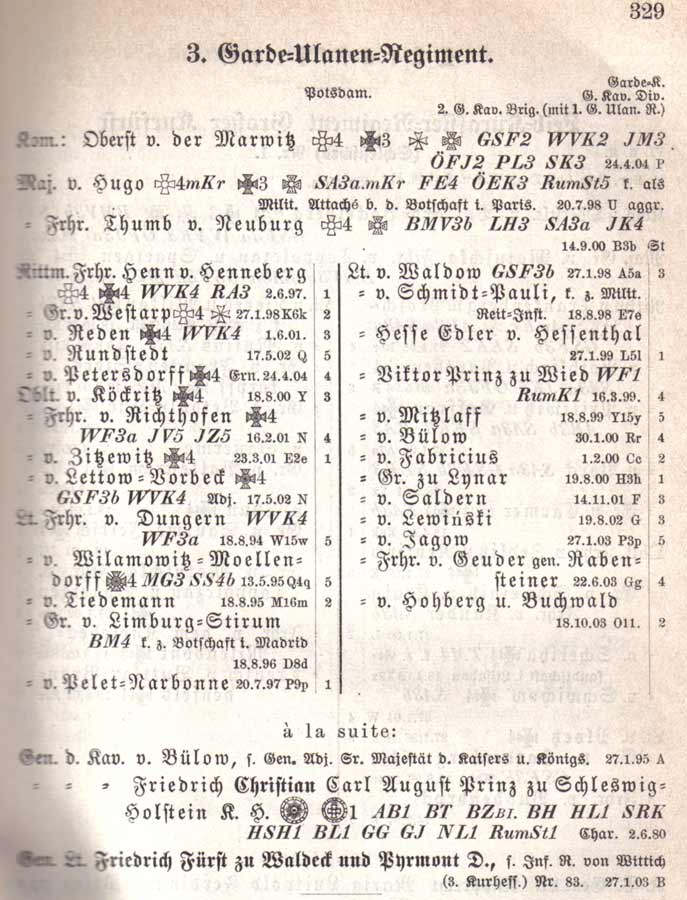 329
3. Garde-Ulanen-Regiment.
Potsdam.
Garde-K.
G. Kav. Div.
2. G. Kav. Brig. (mit 1. G. Ulan. R.)
Kom.: Oberst v. der Marwitz 4 3 GSF2 WVK2 JM3
ÖFJ2 PL3 SK3 24.4.04 P
Maj. v. Hugo 4mKr 3 SA3a.mKr FE4 ÖEK3 RumSt5 k. als
Milit. Attaché b. d. Botschaft i. Paris. 20.7.98 U aggr.
= Frhr. Thumb v. Neuburg 4 BMV3b LH3 SA3a JK4
14.9.00 B3b St
Rittm. Frhr. Henn v. Henneberg
4 4 WVK4 RA3 2.6.97. 1
= Gr. v. Westarp 4 27.1.98 K6k 2
= v. Reden 4 WVK4 1.6.01. 3
= v. Rundstedt 17.5.02 Q 5
= v. Petersdorff 4 Ern. 24.4.04 4
Oblt. v. Köckritz 4 18.8.00 Y 3
= Frhr. v. Richthofen 4
WF3a JV5 JZ5 16.2.01 N 4
= v. Zitzewitz 4 23.3.01 E2e 1
= v. Lettow-Vorbeck 4
GSF3b WVK4 Adj. 17.5.02 N
Lt. Frhr. v. Dungern WVK4
WF3a 18.8.94 W15w 5
= v. Wilamowitz-Moellen-
dorff 4 MG3 SS4b 13.5.95 Q4q 5
= v. Tiedemann 18.8.95 M16m 2
= Gr. v. Limburg-Stirum
BM4 k. z. Botschaft i. Madrid
18.8.96 D8d
= v. Pelet-Narbonne 20.7.97 P9p 1
Lt. v. Waldow GSF3b 27.1.98 A5a 3
= v. Schmidt-Pauli, k. z. Milit.
Reit-Inst. 18.8.98 E7e
= Hesse Edler v. Hessenthal
27.1.99 L5l 1
= Viktor Prinz zu Wied WF1
RumK1 16.3.99. 4
= v. Mitzlaff 18.8.99 Y15y 5
= v. Bülow 30.1.00 Rr 4
= v. Fabricius 1.2.00 Cc 2
= Gr. zu Lynar 19.8.00 H3h 1
= v. Saldern 14.11.01 F 3
= v. Lewiński 19.8.02 G 3
= v. Jagow 27.1.03 P3p 5
= Frhr. v. Geuder gen. Raben-
steiner 22.6.03 Gg 4
= v. Hohberg u. Buchwald
18.10.03 O11. 2
à la suite:
Gen. d. Kav. v. Bülow, s. Gen. Adj. Sr. Majestät d. Kaisers u. Königs. 27.1.95 A
= = = Friedrich Christian Carl August Prinz zu Schleswig-
Holstein K. H. 1 AB1 BT BZBl. BH HL1 SRK
HSH1 BL1 GG GJ NL1 RumSt1 Char. 2.6.80
Gen. Lt. Friedrich Fürst zu Waldeck und Pyrmont D., s. Inf. R. von Wittich
(3. Kurhess.) Nr. 83. 27.1.03 B